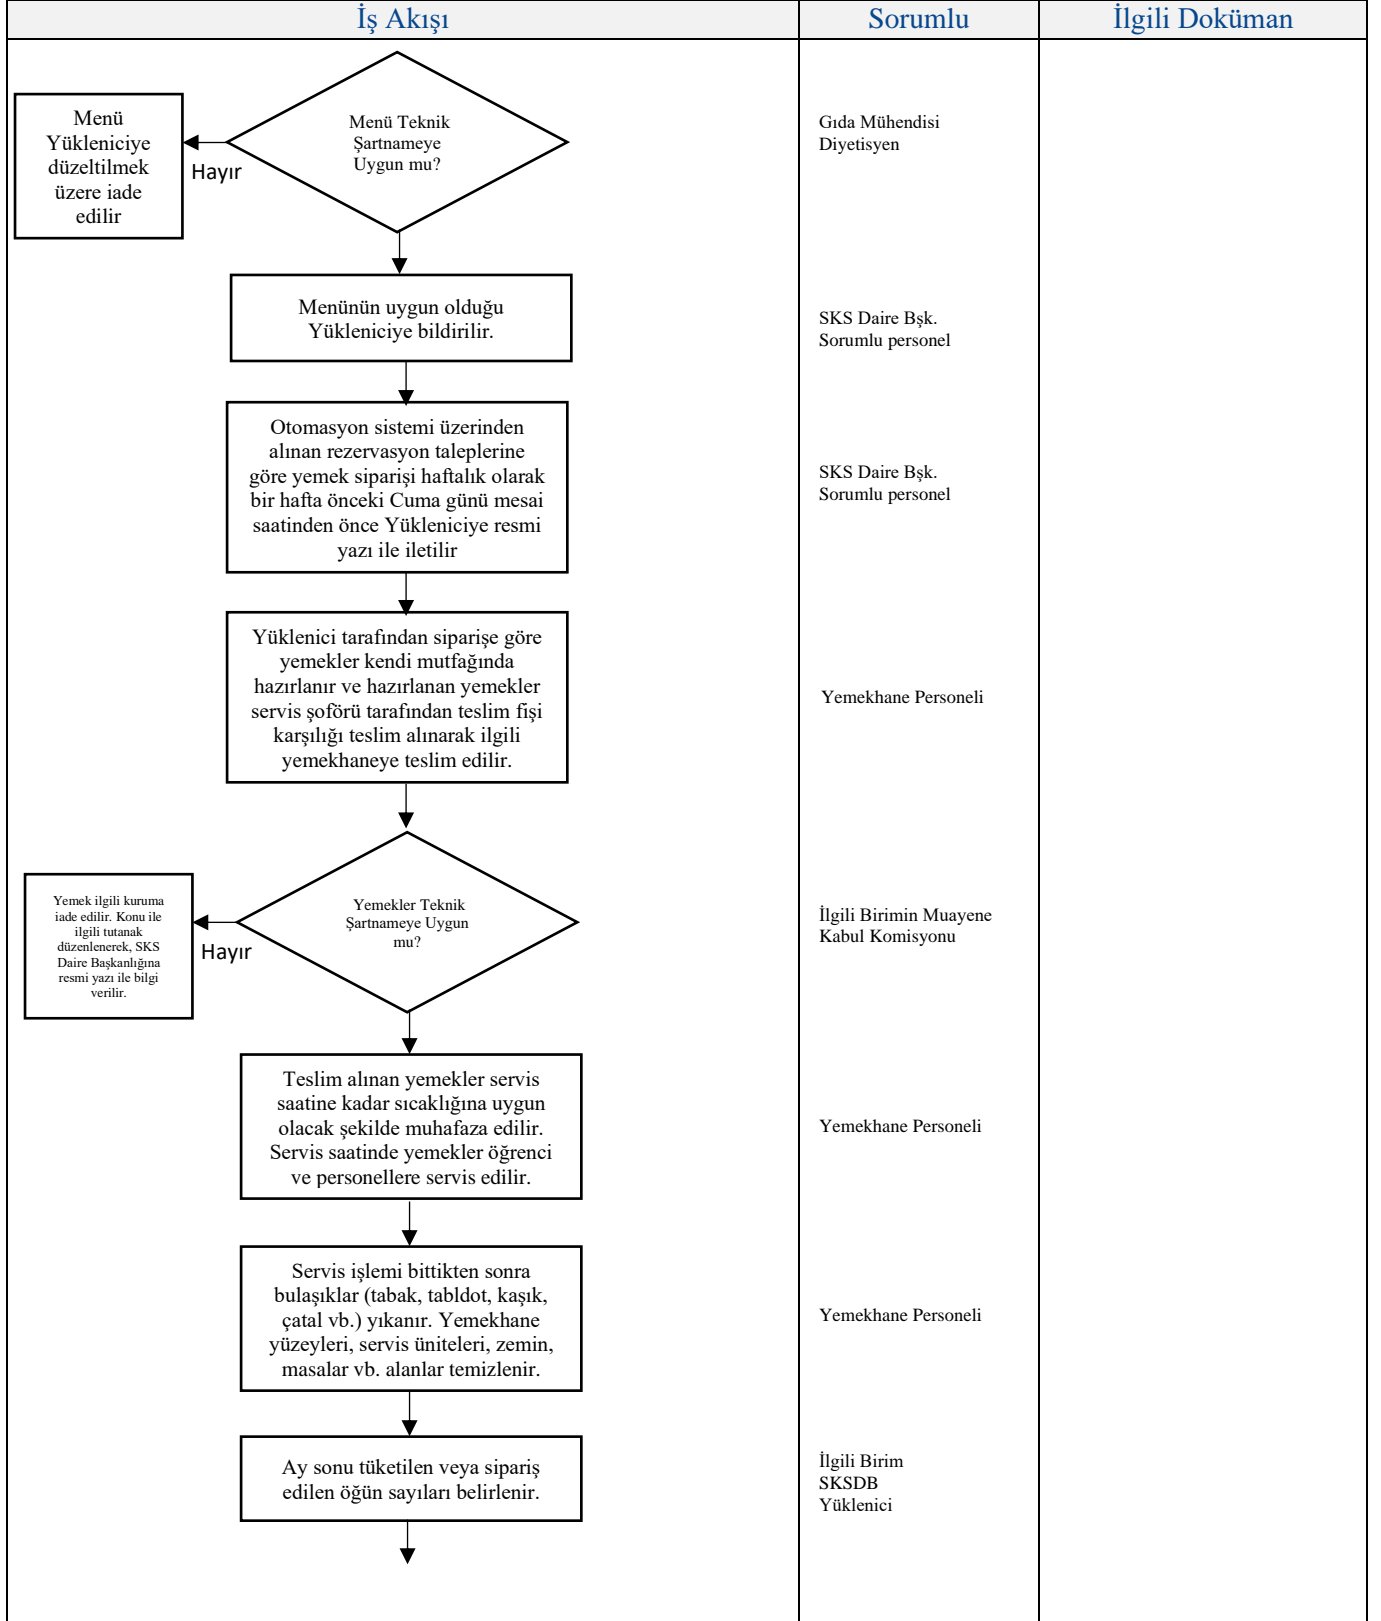 İş Akışı
Sorumlu
İlgili Doküman
Menü Teknik
Şartnameye
Uygun mu?
Hayır
Menü
Yükleniciye
düzeltilmek
üzere iade
edilir
Gıda Mühendisi
Diyetisyen
Menünün uygun olduğu
Yükleniciye bildirilir.
SKS Daire Bşk.
Sorumlu personel
Otomasyon sistemi üzerinden
alınan rezervasyon taleplerine
göre yemek siparişi haftalık olarak
bir hafta önceki Cuma günü mesai
saatinden önce Yükleniciye resmi
yazı ile iletilir
SKS Daire Bşk.
Sorumlu personel
Yüklenici tarafından siparişe göre
yemekler kendi mutfağında
hazırlanır ve hazırlanan yemekler
servis şoförü tarafından teslim fişi
karşılığı teslim alınarak ilgili
yemekhaneye teslim edilir.
Yemekhane Personeli
Yemekler Teknik
Şartnameye Uygun
mu?
Hayır
Yemek ilgili kuruma
iade edilir. Konu ile
ilgili tutanak
düzenlenerek, SKS
Daire Başkanlığına
resmi yazı ile bilgi
verilir.
İlgili Birimin Muayene
Kabul Komisyonu
Teslim alınan yemekler servis
saatine kadar sıcaklığına uygun
olacak şekilde muhafaza edilir.
Servis saatinde yemekler öğrenci
ve personellere servis edilir.
Yemekhane Personeli
Servis işlemi bittikten sonra
bulaşıklar (tabak, tabldot, kaşık,
çatal vb.) yıkanır. Yemekhane
yüzeyleri, servis üniteleri, zemin,
masalar vb. alanlar temizlenir.
Yemekhane Personeli
Ay sonu tüketilen veya sipariş
edilen öğün sayıları belirlenir.
İlgili Birim
SKSDB
Yüklenici